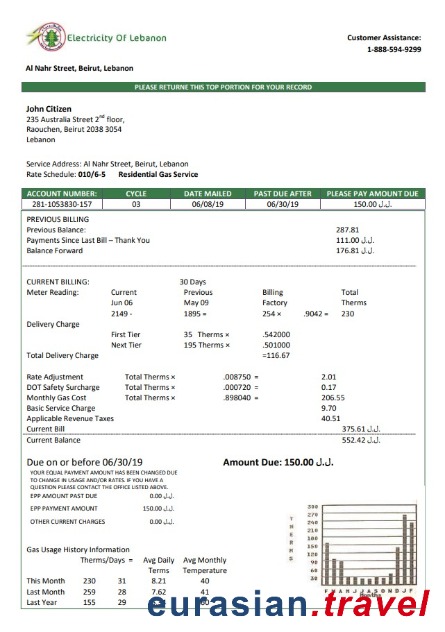 Electricity Of Lebanon
Customer Assistance:
1-888-594-9299
Al Nahr Street, Beirut, Lebanon
PLEASE RETURNE THIS TOP PORTION FOR YOUR RECORD
John Citizen
235 Australia Street 2nd floor,
Raouchen, Beirut 2038 3054
Lebanon
Service Address: Al Nahr Street, Beirut, Lebanon
Rate Schedule: 010/6-5 Residential Gas Service
ACCOUNT NUMBER: CYCLE DATE MAILED PAST DUE AFTER PLEASE PAY AMOUNT DUE
281-1053830-157 03 06/08/19 06/30/19 150.00 ل.ل.
PREVIOUS BILLING
Previous Balance: 287.81
Payments Since Last Bill – Thank You 111.00 ل.ل.
Balance Forward 176.81 ل.ل.
CURRENT BILLING: 30 Days
Meter Reading: Current Previous Billing Total
Jun 06 May 09 Factory Therms
2149 - 1895 = 254 × .9042 = 230
Delivery Charge
First Tier 35 Therms × .542000
Next Tier 195 Therms × .501000
Total Delivery Charge =116.67
Rate Adjustment Total Therms × .008750 = 2.01
DOT Safety Surcharge Total Therms × .000720 = 0.17
Monthly Gas Cost Total Therms × .898040 = 206.55
Basic Service Charge 9.70
Applicable Revenue Taxes 40.51
Current Bill 375.61 ل.ل.
Current Balance 552.42 ل.ل.
Due on or before 06/30/19 Amount Due: 150.00 ل.ل.
YOUR EQUAL PAYMENT AMOUNT HAS BEEN CHANGED DUE
TO CHANGE IN USAGE AND/OR RATES. IF YOU HAVE A
QUESTION PLEASE CONTACT THE OFFICE LISTED ABOVE.
EPP AMOUNT PAST DUE 0.00 ل.ل.
EPP PAYMENT AMOUNT 150.00 ل.ل.
OTHER CURRENT CHARGES 0.00 ل.ل.
Gas Usage History Information
Therms/Days = Avg Daily Avg Monthly
Therms Temperature
This Month 230 31 8.21 40
Last Month 259 28 7.62 41
Last Year 155 29
THERMS
300
270
240
210
180
150
120
90
60
30
F M A M J J A S O N D J F
Months
eurasian.travel